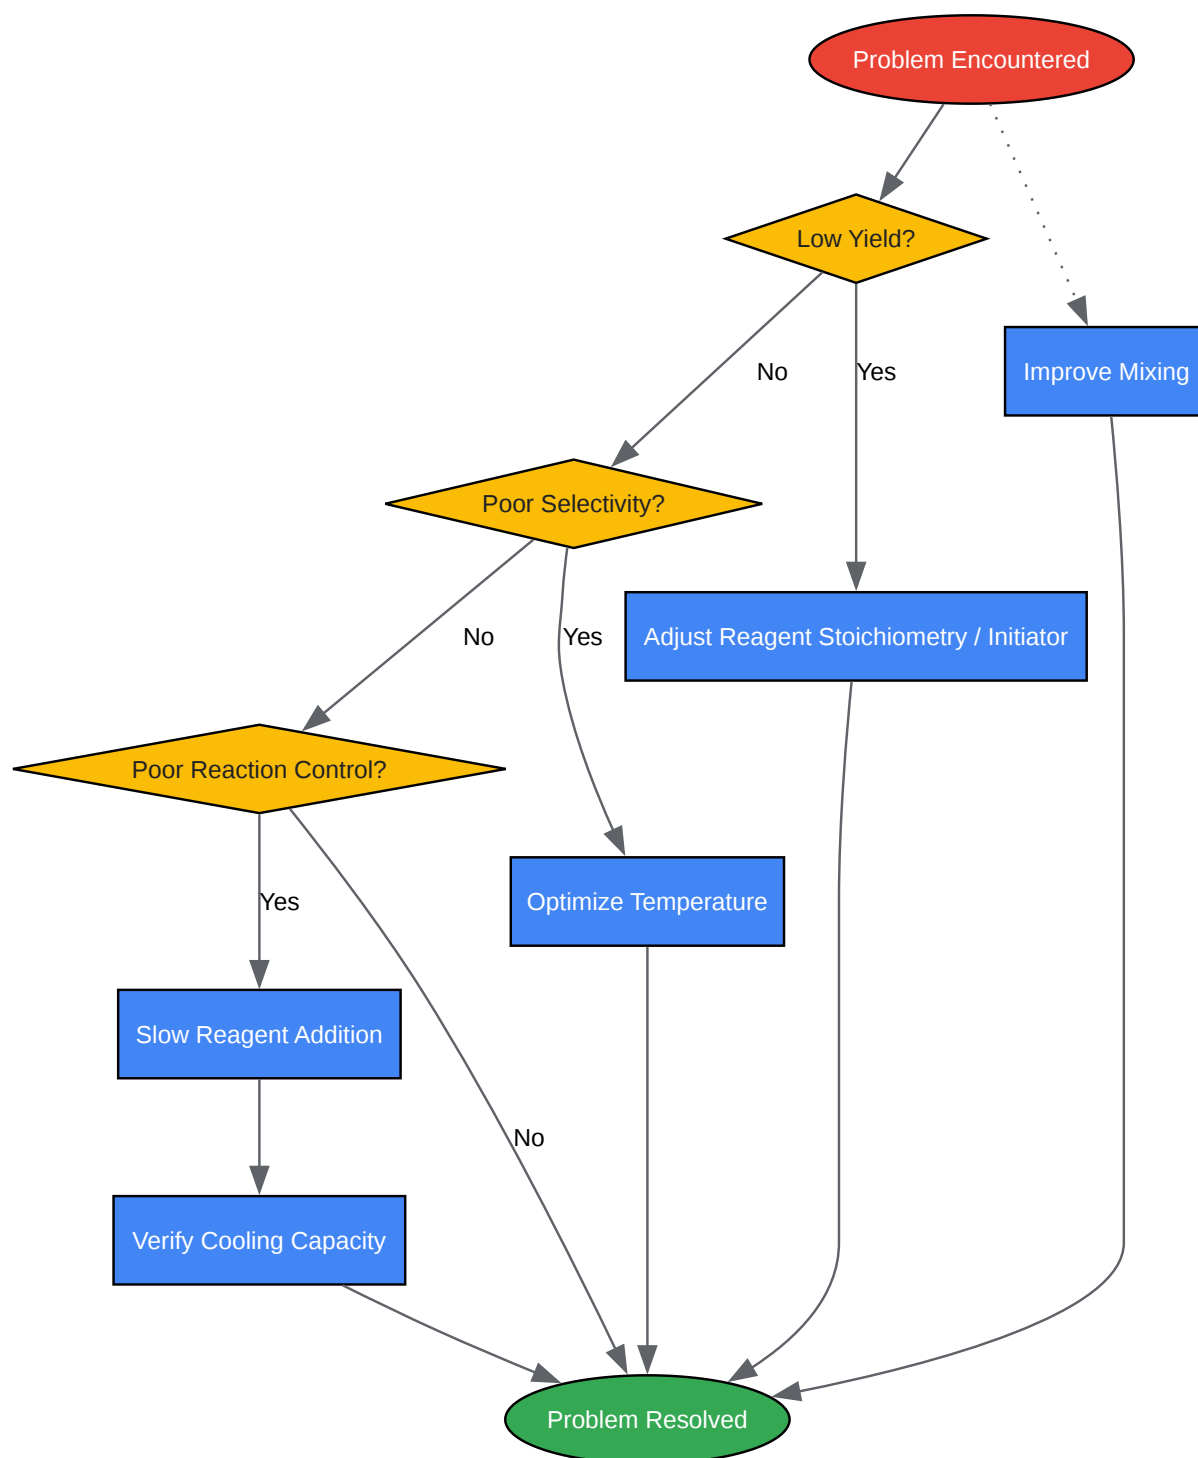 Problem Encountered
Low Yield?
Improve Mixing
No
Yes
Poor Selectivity?
No
Yes
Adjust Reagent Stoichiometry / Initiator
Poor Reaction Control?
Yes
Optimize Temperature
Slow Reagent Addition
No
Verify Cooling Capacity
Problem Resolved